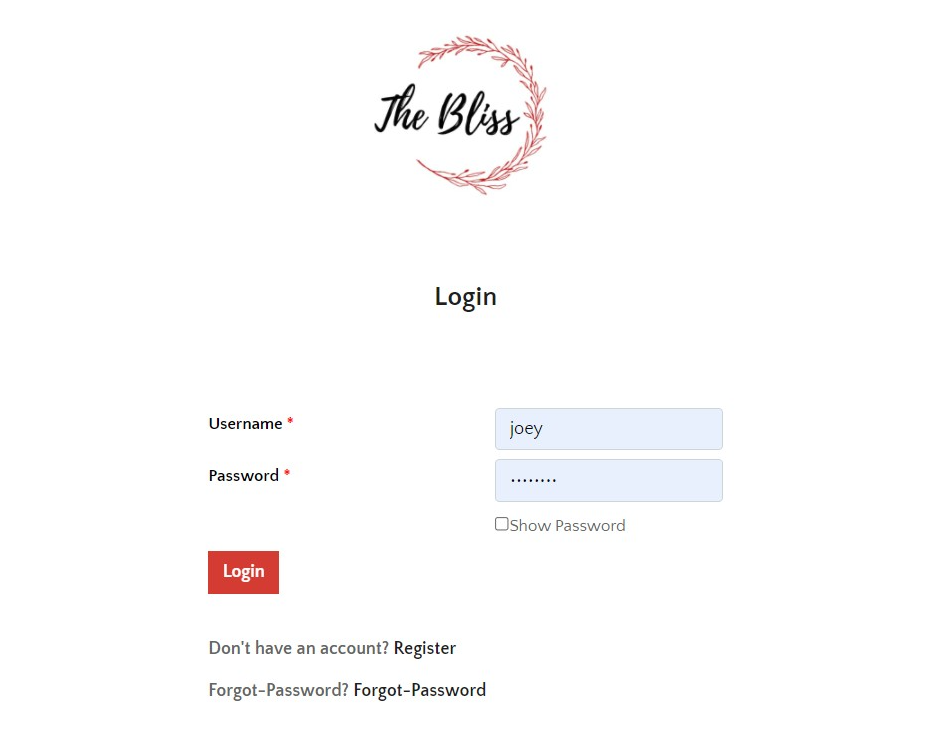 The Bliss
Login
Username *
joey
Password *
........
Show Password
Login
Don't have an account? Register
Forgot-Password? Forgot-Password